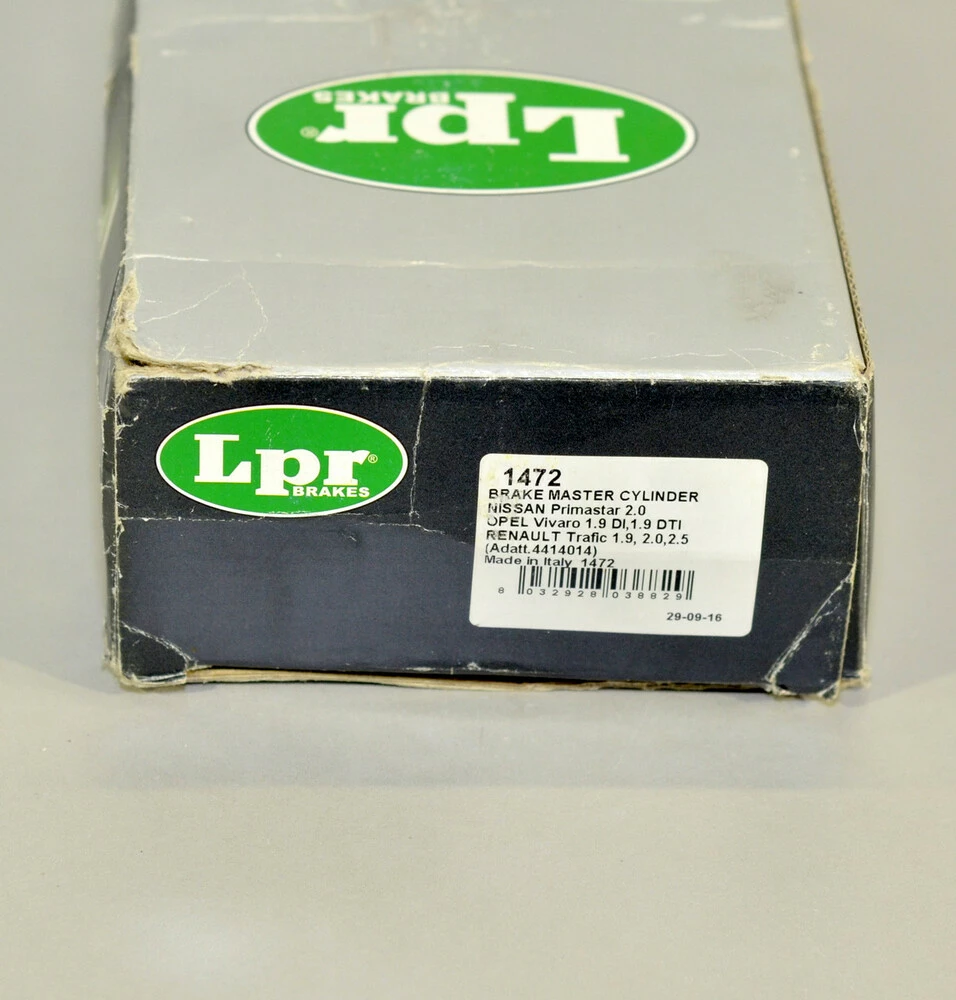 Lpr®
BRAKES
Lpr®
BRAKES
1472
BRAKE MASTER CYLINDER
NISSAN Primastar 2.0
OPEL Vivaro 1.9 DI,1.9 DTI
RENAULT Trafic 1.9, 2.0,2.5
(Adatt.4414014)
Made in Italy 1472
8 032928 038829
29-09-16